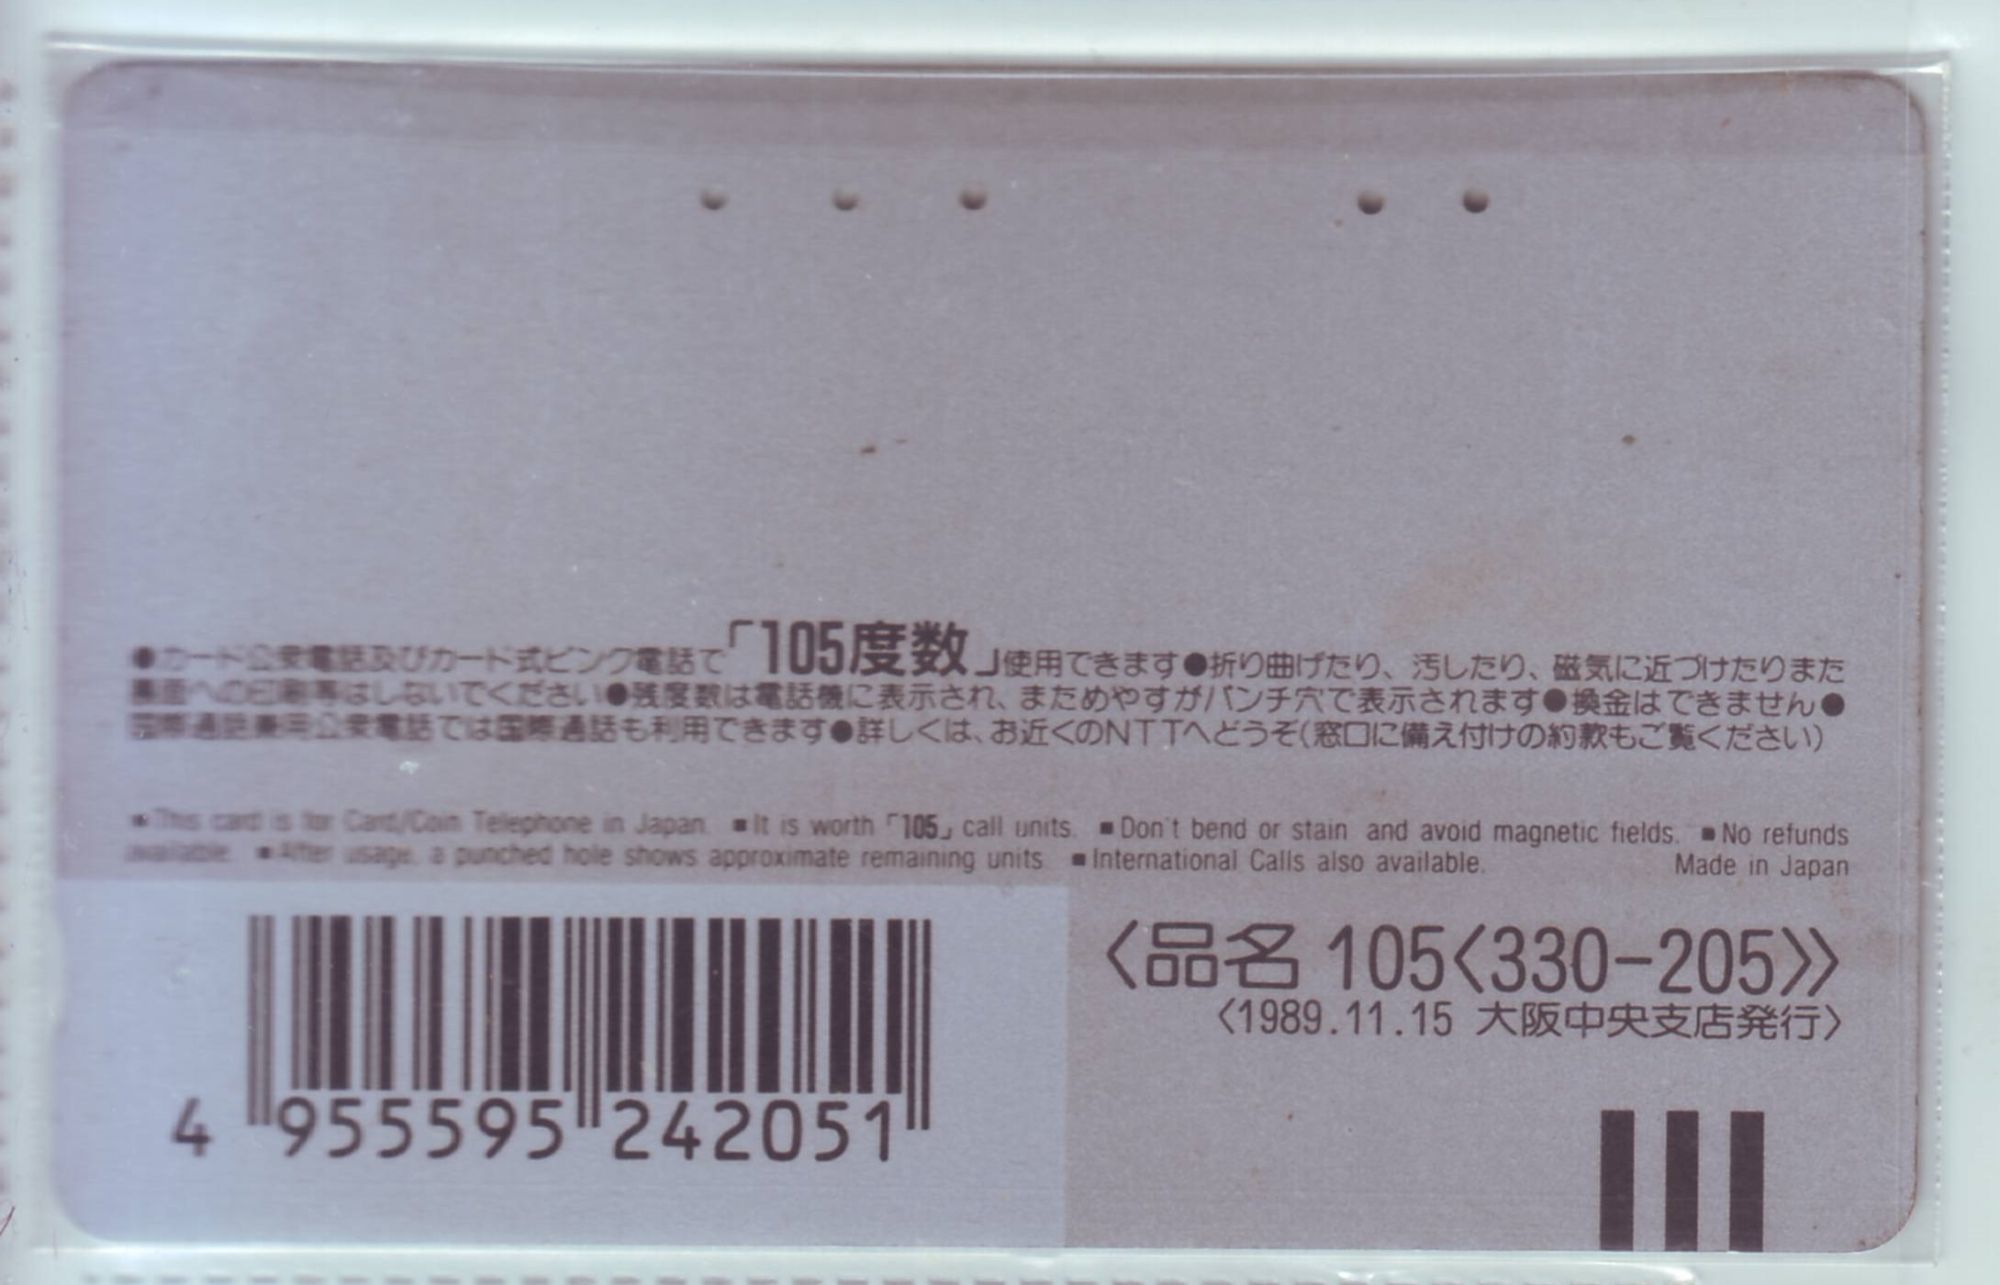 ●カード公衆電話及びカード式ピンク電話で「105度数」使用できます●折り曲げたり、汚したり、磁気に近づけたりまた
裏面への印刷等はしないでください●残度数は電話機に表示され、まためやすがパンチ穴で表示されます●換金はできません●
国際通話兼用公衆電話では国際通話も利用できます●詳しくは、お近くのNTTへどうぞ(窓口に備え付けの約款もご覧ください)
■This card is for Card/Coin Telephone in Japan. ■It is worth「105」call units. ■Don't bend or stain and avoid magnetic fields. ■No refunds
available. ■After usage, a punched hole shows approximate remaining units. ■International Calls also available. Made in Japan
〈品名 105〈330-205〉〉
〈1989.11.15 大阪中央支店発行〉
4 955595 242051